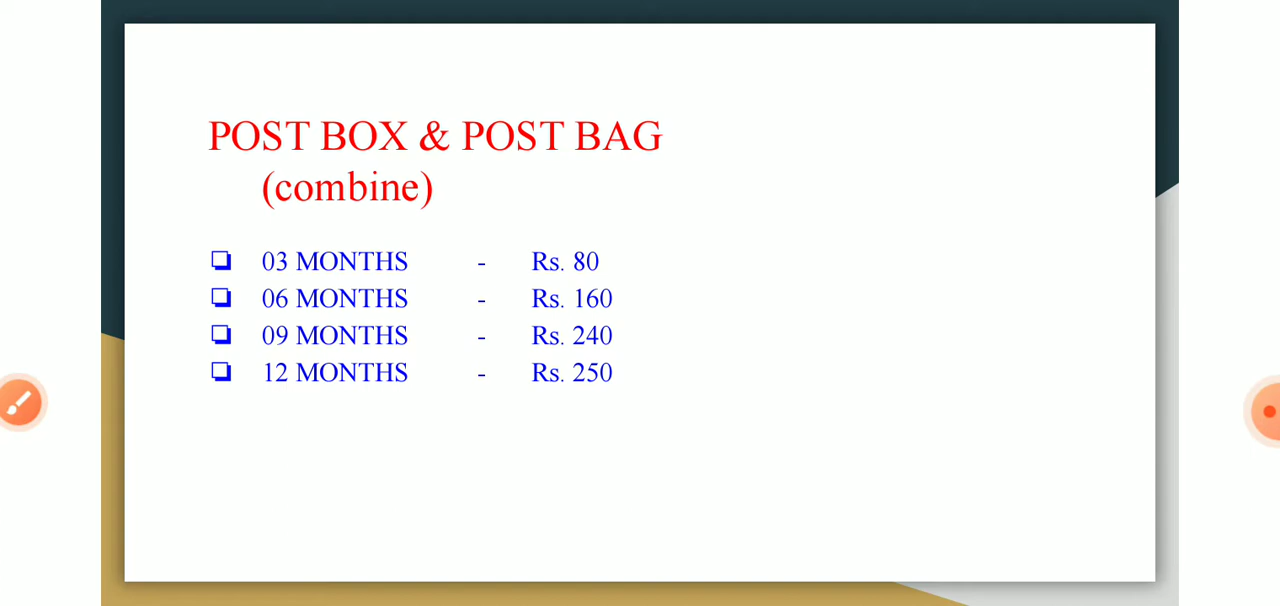 POST BOX & POST BAG
(combine)
❏ 03 MONTHS - Rs. 80
❏ 06 MONTHS - Rs. 160
❏ 09 MONTHS - Rs. 240
❏ 12 MONTHS - Rs. 250